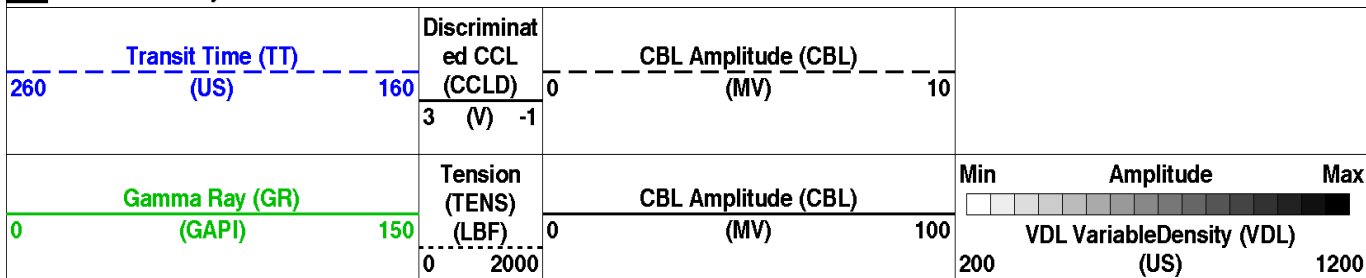 Transit Time (TT)
260 (US) 160
Discriminat
ed CCL
(CCLD)
3 (V) -1
CBL Amplitude (CBL)
0 (MV) 10
Gamma Ray (GR)
0 (GAPI) 150
Tension
(TENS)
(LBF)
0 2000
CBL Amplitude (CBL)
0 (MV) 100
Min Amplitude Max
VDL VariableDensity (VDL)
200 (US) 1200